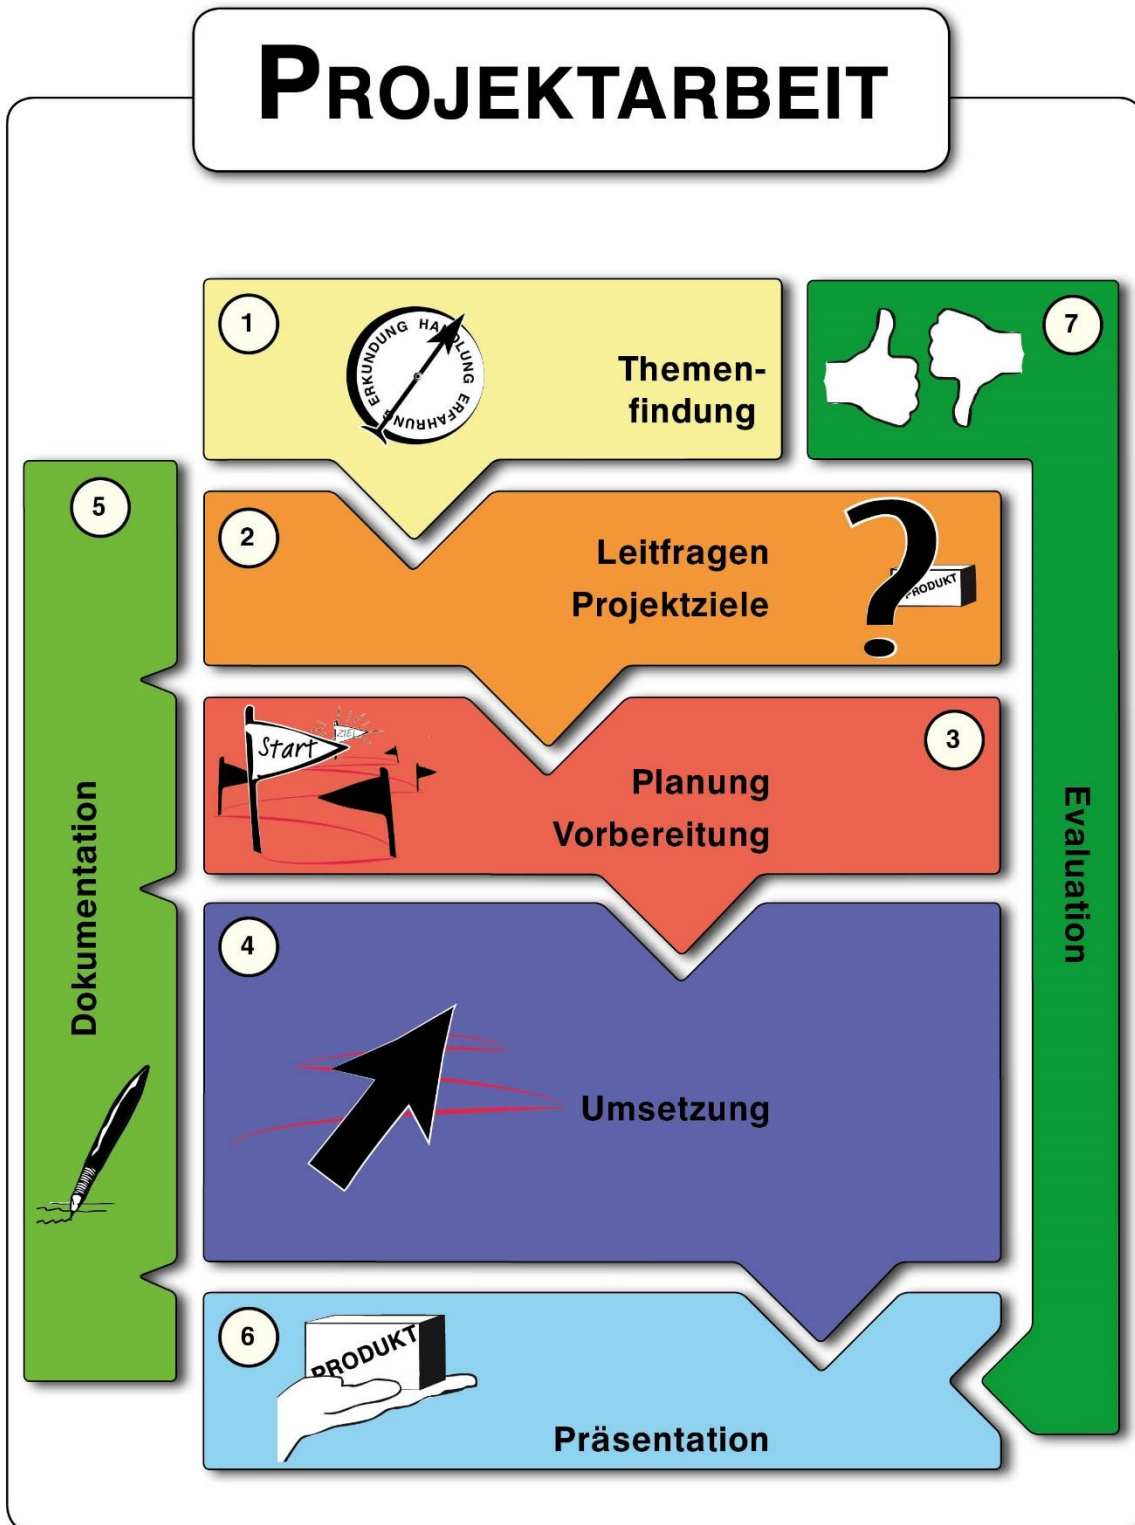 PROJEKTARBEIT
1
ERKUNDUNG HANDLUNG ERFAHRUNG
Themen-
findung
7
5
2
Leitfragen
Projektziele
PRODUKT
Start
ZIEL
3
Planung
Vorbereitung
Dokumentation
Evaluation
4
Umsetzung
6
PRODUKT
Präsentation